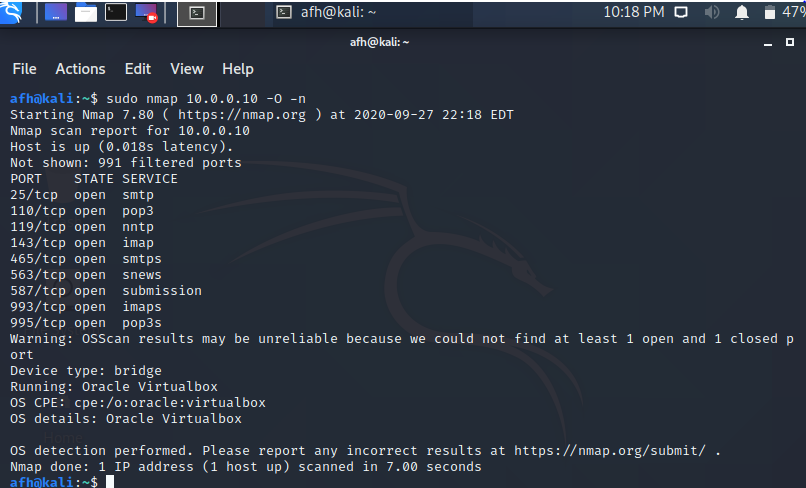 afh@kali: ~
10:18 PM
47%
afh@kali: ~
File Actions Edit View Help
afh@kali:~$ sudo nmap 10.0.0.10 -O -n
Starting Nmap 7.80 ( https://nmap.org ) at 2020-09-27 22:18 EDT
Nmap scan report for 10.0.0.10
Host is up (0.018s latency).
Not shown: 991 filtered ports
PORT    STATE SERVICE
25/tcp  open  smtp
110/tcp open  pop3
119/tcp open  nntp
143/tcp open  imap
465/tcp open  smtps
563/tcp open  snews
587/tcp open  submission
993/tcp open  imaps
995/tcp open  pop3s
Warning: OSScan results may be unreliable because we could not find at least 1 open and 1 closed p
ort
Device type: bridge
Running: Oracle Virtualbox
OS CPE: cpe:/o:oracle:virtualbox
OS details: Oracle Virtualbox
OS detection performed. Please report any incorrect results at https://nmap.org/submit/ .
Nmap done: 1 IP address (1 host up) scanned in 7.00 seconds
afh@kali:~$